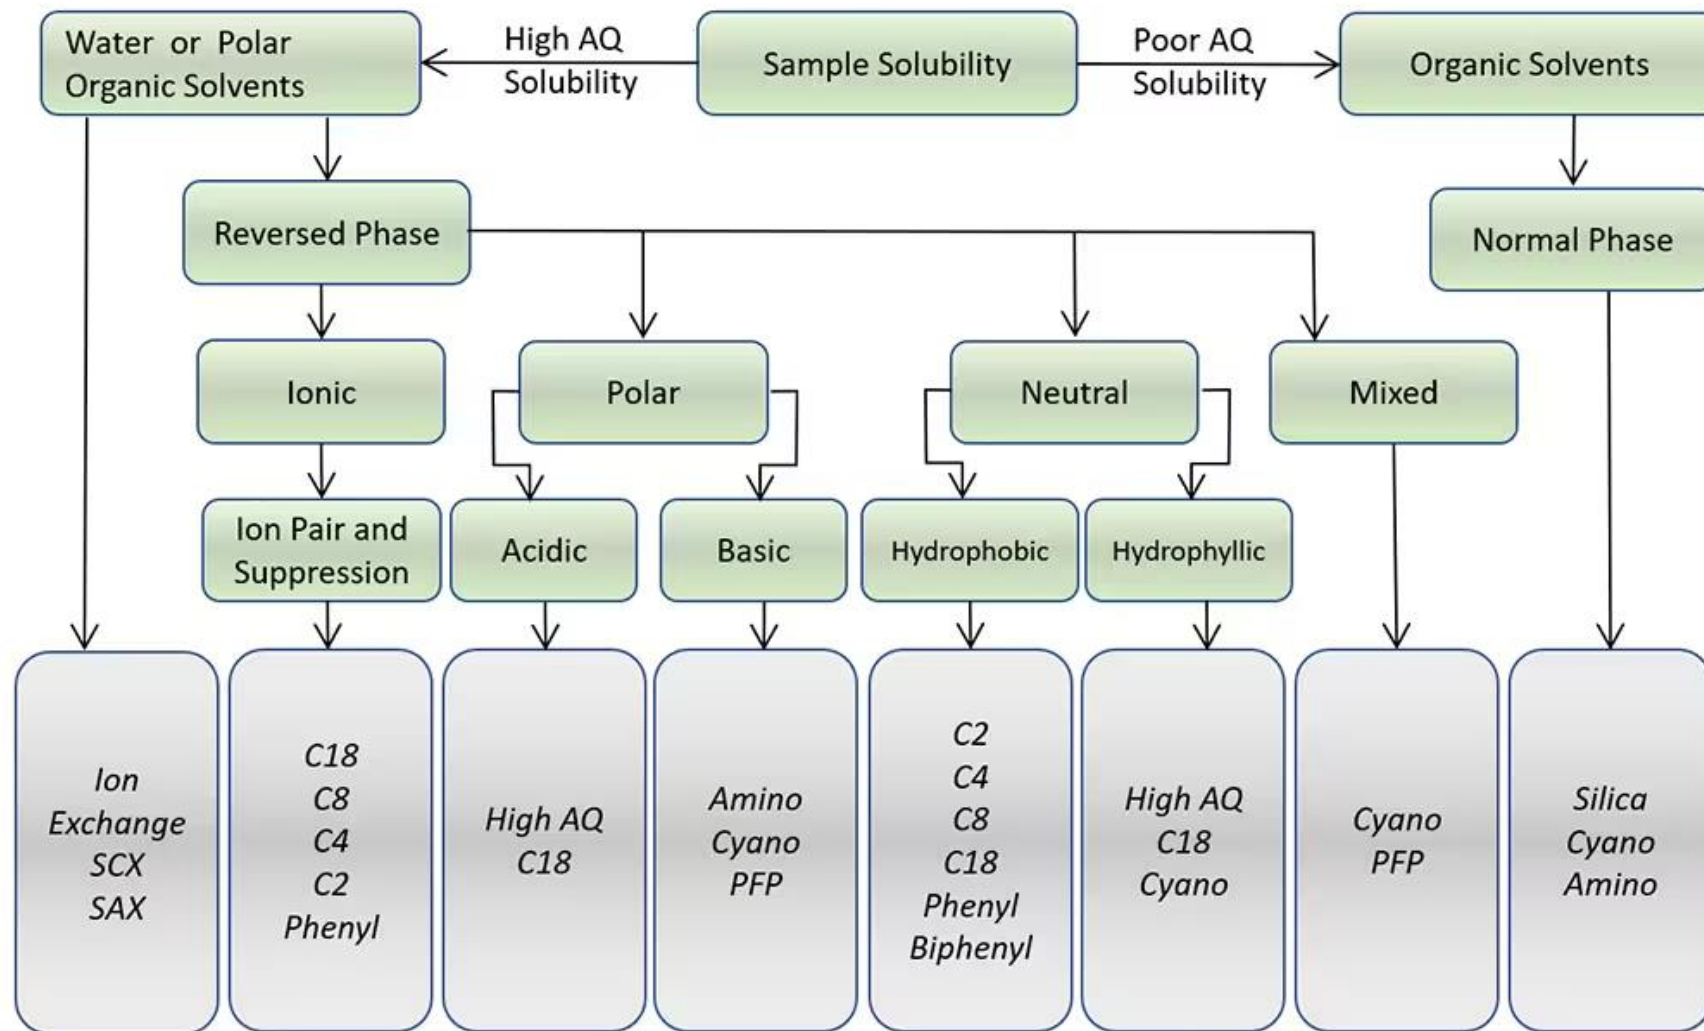 Water or Polar
Organic Solvents
High AQ
Solubility
Sample Solubility
Poor AQ
Solubility
Organic Solvents
Reversed Phase
Normal Phase
Ionic
Polar
Neutral
Mixed
Ion Pair and
Suppression
Acidic
Basic
Hydrophobic
Hydrophyllic
Ion
Exchange
SCX
SAX
C18
C8
C4
C2
Phenyl
High AQ
C18
Amino
Cyano
PFP
C2
C4
C8
C18
Phenyl
Biphenyl
High AQ
C18
Cyano
Cyano
PFP
Silica
Cyano
Amino